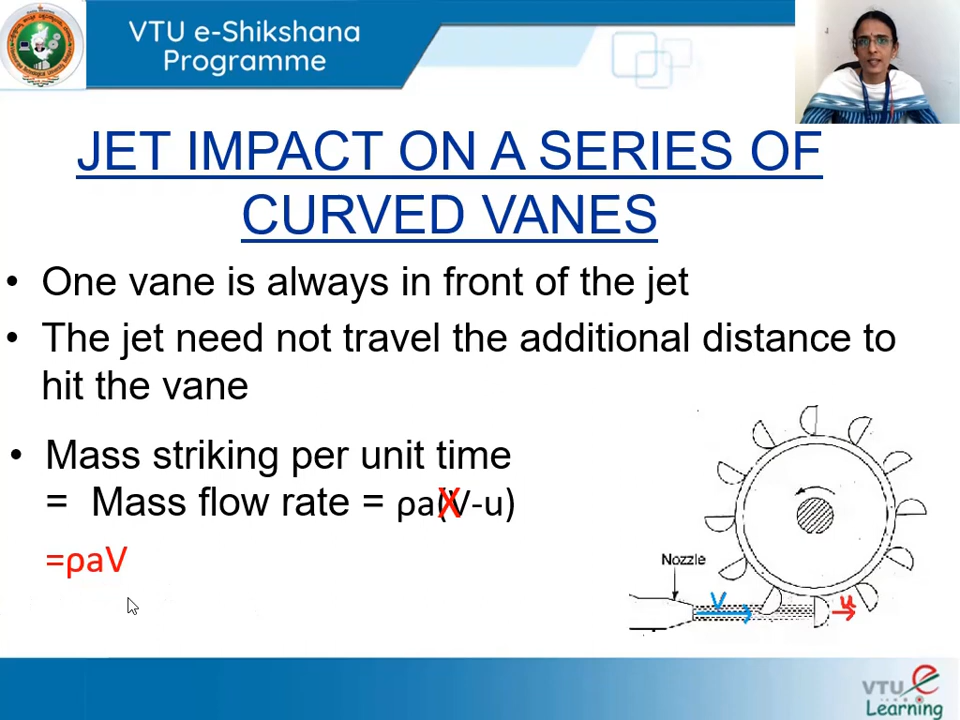 VTU e-Shikshana
Programme
JET IMPACT ON A SERIES OF
CURVED VANES
• One vane is always in front of the jet
• The jet need not travel the additional distance to
hit the vane
• Mass striking per unit time
= Mass flow rate = ρa(V-u)
X
=ρaV
Nozzle
V
u
VTU e
Learning